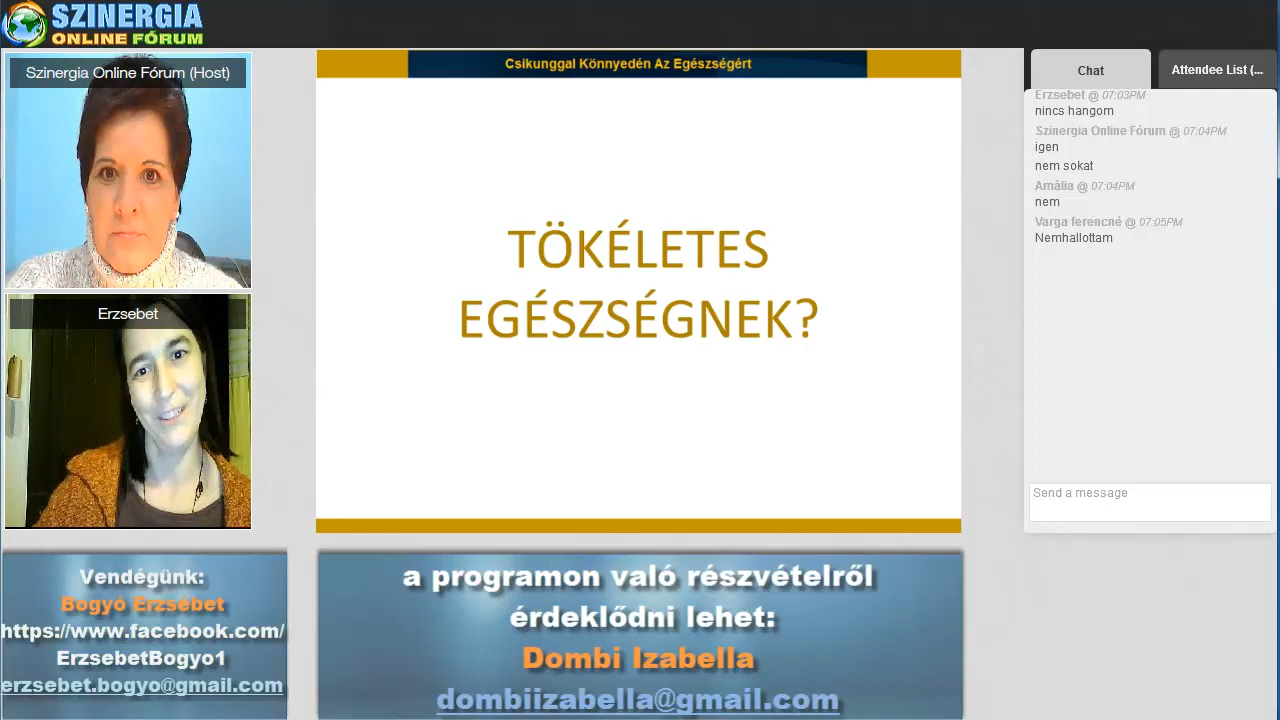 SZINERGIA
ONLINE FÓRUM
Szinergia Online Fórum (Host)
Erzsebet
Csikunggal Könnyedén Az Egészségért
TÖKÉLETES
EGÉSZSÉGNEK?
Chat
Attendee List (...
Erzsebet @ 07:03PM
nincs hangom
Szinergia Online Fórum @ 07:04PM
igen
nem sokat
Amália @ 07:04PM
nem
Varga ferencné @ 07:05PM
Nemhallottam
Send a message
Vendégünk:
Bogyó Erzsébet
https://www.facebook.com/
ErzsebetBogyo1
erzsebet.bogyo@gmail.com
a programon való részvételről
érdeklődni lehet:
Dombi Izabella
dombiizabella@gmail.com